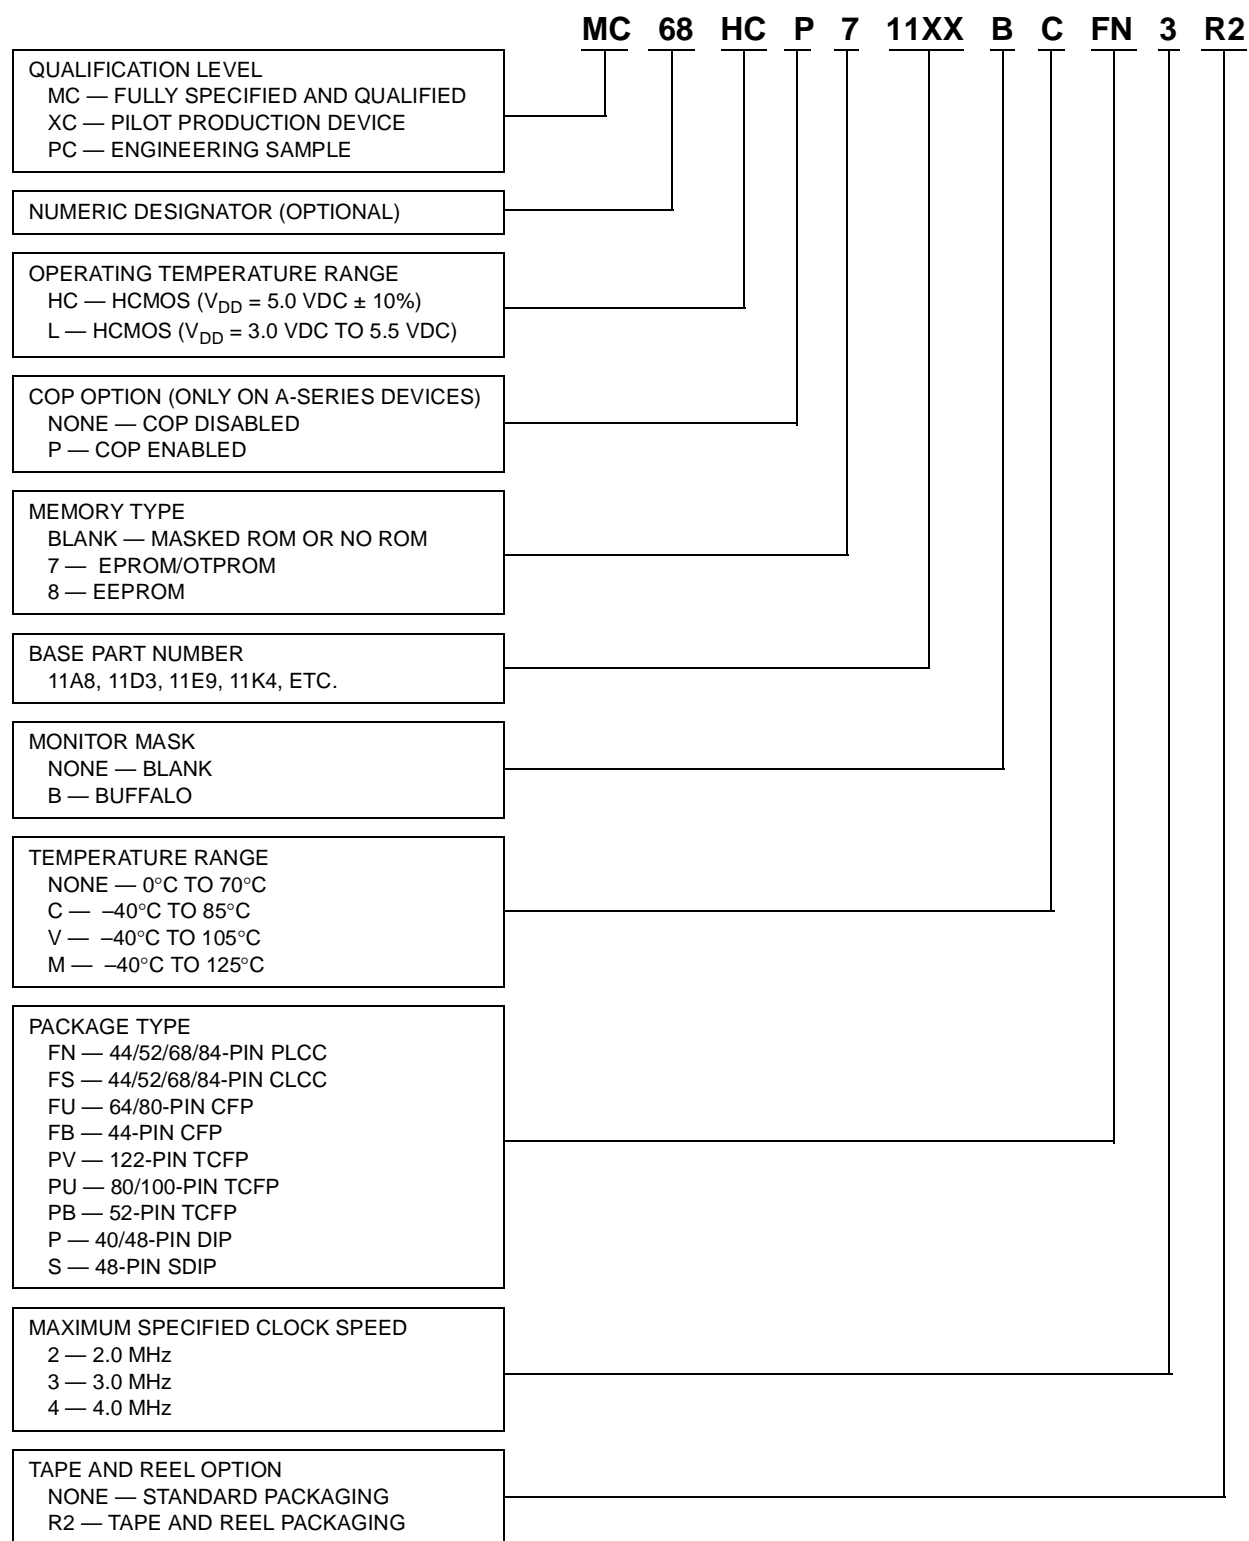 MC 68 HC P 7 11XX B C FN 3 R2
QUALIFICATION LEVEL
MC — FULLY SPECIFIED AND QUALIFIED
XC — PILOT PRODUCTION DEVICE
PC — ENGINEERING SAMPLE
NUMERIC DESIGNATOR (OPTIONAL)
OPERATING TEMPERATURE RANGE
HC — HCMOS (VDD = 5.0 VDC ± 10%)
L — HCMOS (VDD = 3.0 VDC TO 5.5 VDC)
COP OPTION (ONLY ON A-SERIES DEVICES)
NONE — COP DISABLED
P — COP ENABLED
MEMORY TYPE
BLANK — MASKED ROM OR NO ROM
7 — EPROM/OTPROM
8 — EEPROM
BASE PART NUMBER
11A8, 11D3, 11E9, 11K4, ETC.
MONITOR MASK
NONE — BLANK
B — BUFFALO
TEMPERATURE RANGE
NONE — 0°C TO 70°C
C — –40°C TO 85°C
V — –40°C TO 105°C
M — –40°C TO 125°C
PACKAGE TYPE
FN — 44/52/68/84-PIN PLCC
FS — 44/52/68/84-PIN CLCC
FU — 64/80-PIN CFP
FB — 44-PIN CFP
PV — 122-PIN TCFP
PU — 80/100-PIN TCFP
PB — 52-PIN TCFP
P — 40/48-PIN DIP
S — 48-PIN SDIP
MAXIMUM SPECIFIED CLOCK SPEED
2 — 2.0 MHz
3 — 3.0 MHz
4 — 4.0 MHz
TAPE AND REEL OPTION
NONE — STANDARD PACKAGING
R2 — TAPE AND REEL PACKAGING